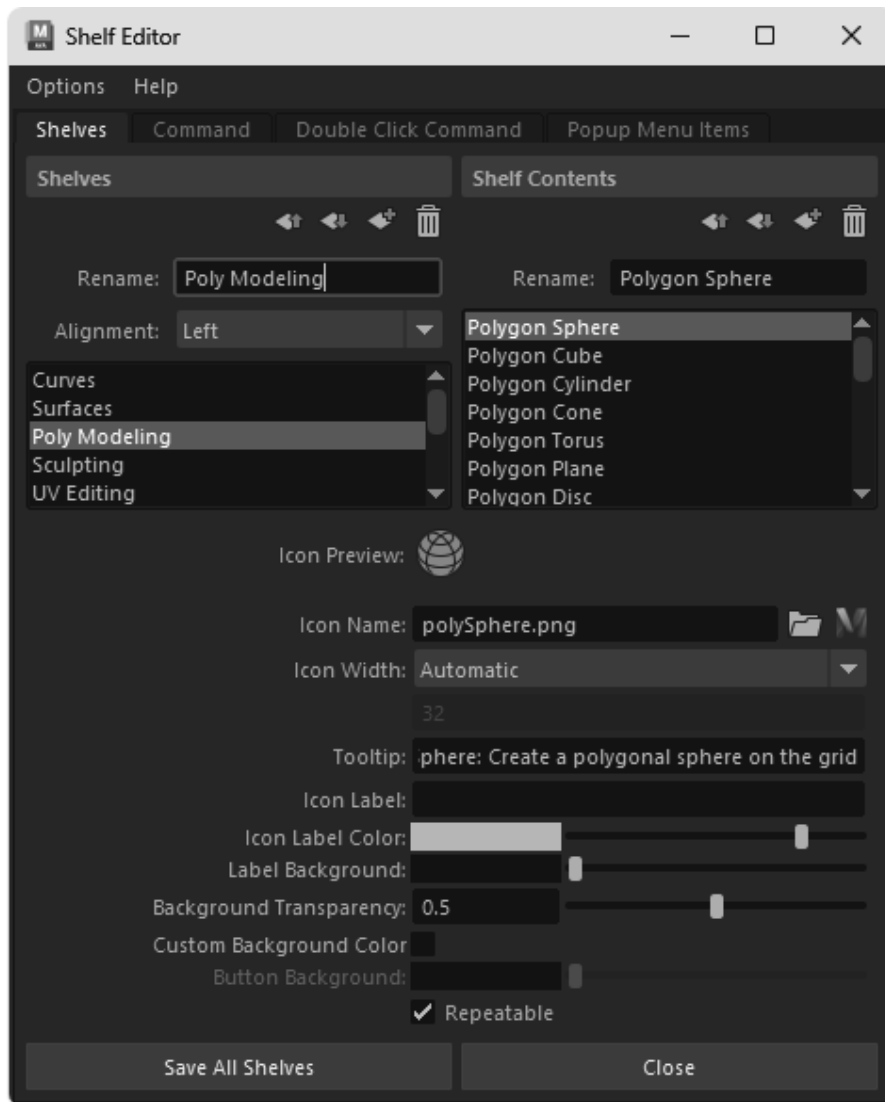 Shelf Editor
Options Help
Shelves Command Double Click Command Popup Menu Items
Shelves
Shelf Contents
Rename: Poly Modeling
Rename: Polygon Sphere
Alignment: Left
Curves
Surfaces
Poly Modeling
Sculpting
UV Editing
Polygon Sphere
Polygon Cube
Polygon Cylinder
Polygon Cone
Polygon Torus
Polygon Plane
Polygon Disc
Icon Preview:
Icon Name: polySphere.png
Icon Width: Automatic
32
Tooltip: phere: Create a polygonal sphere on the grid
Icon Label:
Icon Label Color:
Label Background:
Background Transparency: 0.5
Custom Background Color
Button Background:
Repeatable
Save All Shelves Close